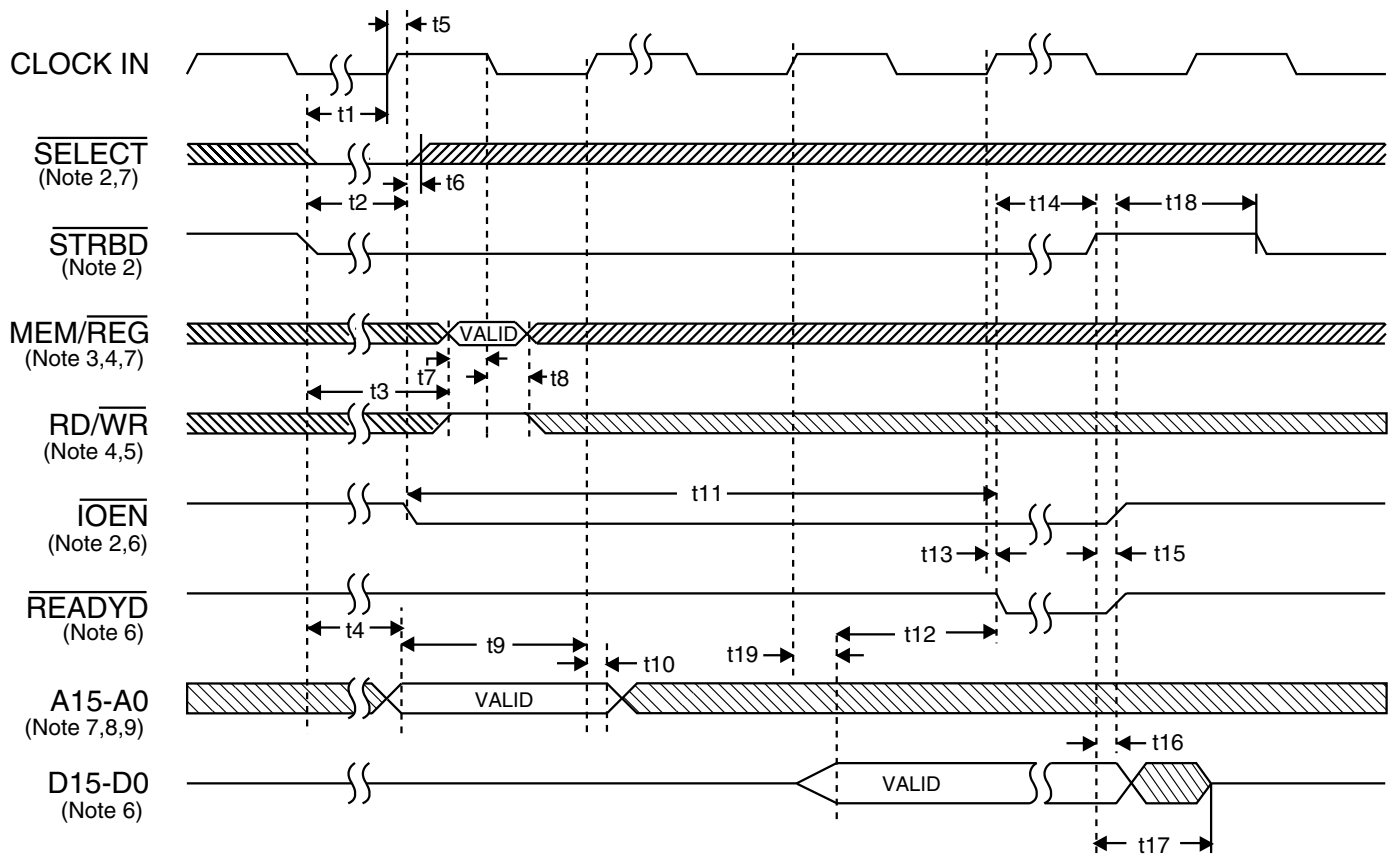 t5
CLOCK IN
t1
SELECT
(Note 2,7)
t6
t2
t14
t18
STRBD
(Note 2)
MEM/REG
(Note 3,4,7)
VALID
t7
t8
t3
RD/WR
(Note 4,5)
t11
IOEN
(Note 2,6)
t13
t15
READYD
(Note 6)
t4
t9
t12
t19
t10
A15-A0
(Note 7,8,9)
VALID
t16
D15-D0
(Note 6)
VALID
t17